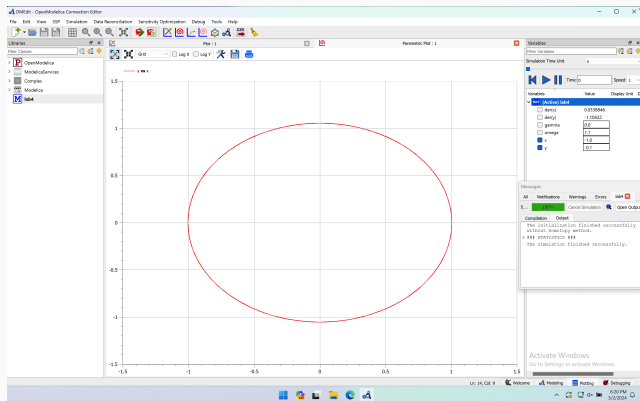 OMEdit - OpenModelica Connection Editor
File Edit View SSP Simulation Data Reconciliation Sensitivity Optimization Debug Tools Help
Libraries
Filter Classes
OpenModelica
ModelicaServices
Complex
Modelica
lab4
Plot : 1
Parametric Plot : 1
Grid Log X Log Y
y vs x
1.5
1
0.5
0
-0.5
-1
-1.5
-1.5 -1 -0.5 0 0.5 1 1.5
Variables
Filter Variables
Simulation Time Unit s
Time: 0 Speed: 1
Variables Value Display Unit
(Active) lab4
der(x) 0.0338846
der(y) -1.10422
gamma 0.0
omega 1.1
x -1.0
y -0.1
Messages
All Notifications Warnings Errors lab4
Cancel Simulation Open Outpu
Compilation Output
The initialization finished successfully
without homotopy method.
### STATISTICS ###
The simulation finished successfully.
Activate Windows
Go to Settings to activate Windows.
Ln: 14, Col: 9 Welcome Modeling Plotting Debugging
6:20 PM
3/2/2024